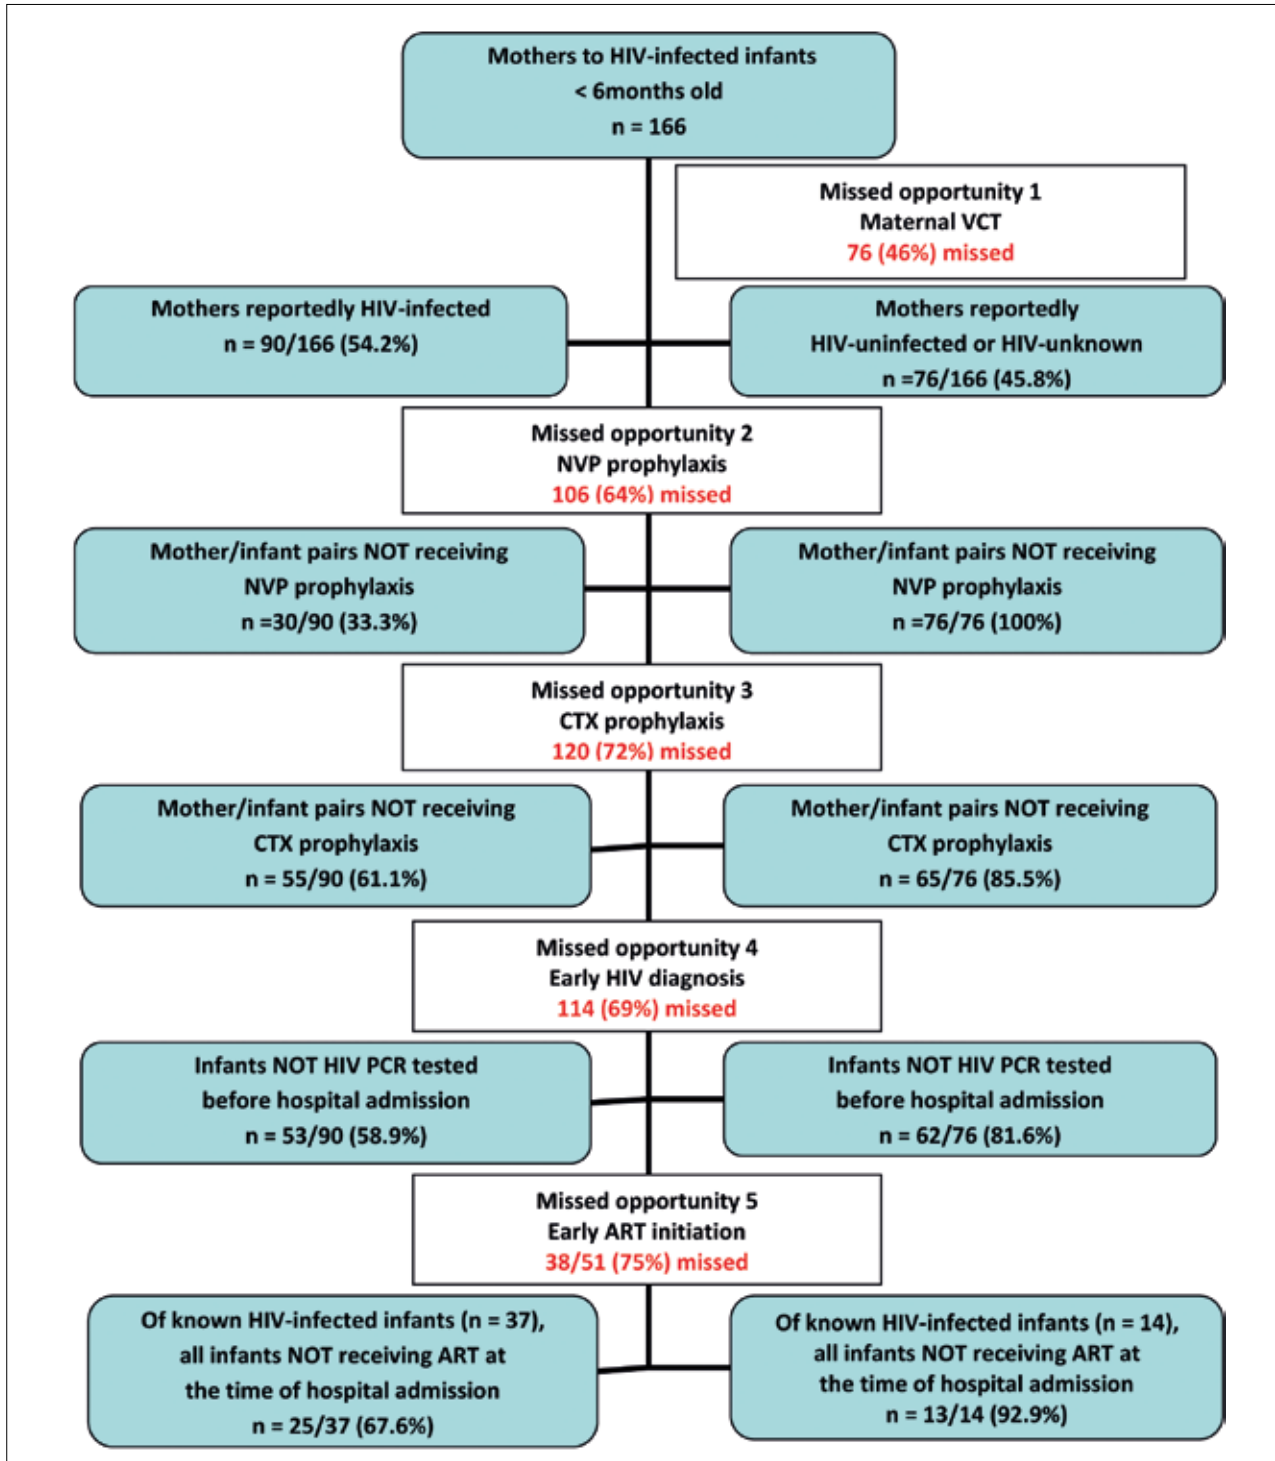 Mothers to HIV-infected infants
< 6months old
n = 166
Missed opportunity 1
Maternal VCT
76 (46%) missed
Mothers reportedly HIV-infected
n = 90/166 (54.2%)
Mothers reportedly
HIV-uninfected or HIV-unknown
n =76/166 (45.8%)
Missed opportunity 2
NVP prophylaxis
106 (64%) missed
Mother/infant pairs NOT receiving
NVP prophylaxis
n =30/90 (33.3%)
Mother/infant pairs NOT receiving
NVP prophylaxis
n =76/76 (100%)
Missed opportunity 3
CTX prophylaxis
120 (72%) missed
Mother/infant pairs NOT receiving
CTX prophylaxis
n = 55/90 (61.1%)
Mother/infant pairs NOT receiving
CTX prophylaxis
n = 65/76 (85.5%)
Missed opportunity 4
Early HIV diagnosis
114 (69%) missed
Infants NOT HIV PCR tested
before hospital admission
n = 53/90 (58.9%)
Infants NOT HIV PCR tested
before hospital admission
n = 62/76 (81.6%)
Missed opportunity 5
Early ART initiation
38/51 (75%) missed
Of known HIV-infected infants (n = 37),
all infants NOT receiving ART at
the time of hospital admission
n = 25/37 (67.6%)
Of known HIV-infected infants (n = 14),
all infants NOT receiving ART at
the time of hospital admission
n = 13/14 (92.9%)